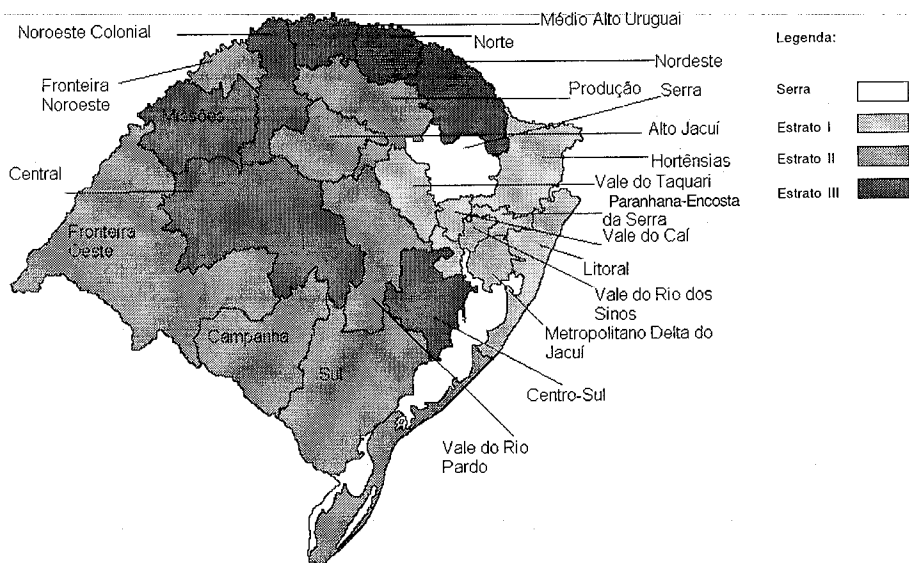 Noroeste Colonial
Médio Alto Uruguai
Norte
Legenda:
Nordeste
Fronteira
Noroeste
Produção
Serra
Serra
Missões
Alto Jacuí
Estrato I
Hortênsias
Estrato II
Central
Vale do Taquari
Estrato III
Paranhana-Encosta
da Serra
Fronteira
Oeste
Vale do Caí
Litoral
Vale do Rio dos
Sinos
Campanha
Metropolitano Delta do
Jacuí
Sul
Centro-Sul
Vale do Rio
Pardo